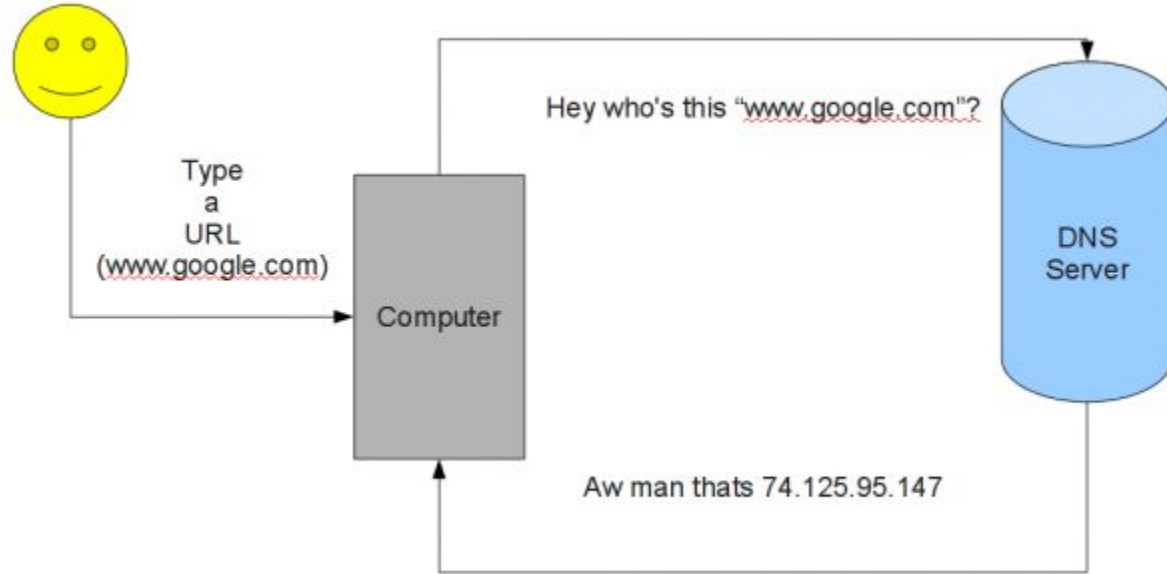 Type
a
URL
(www.google.com)
Computer
Hey who's this “www.google.com”?
DNS
Server
Aw man thats 74.125.95.147